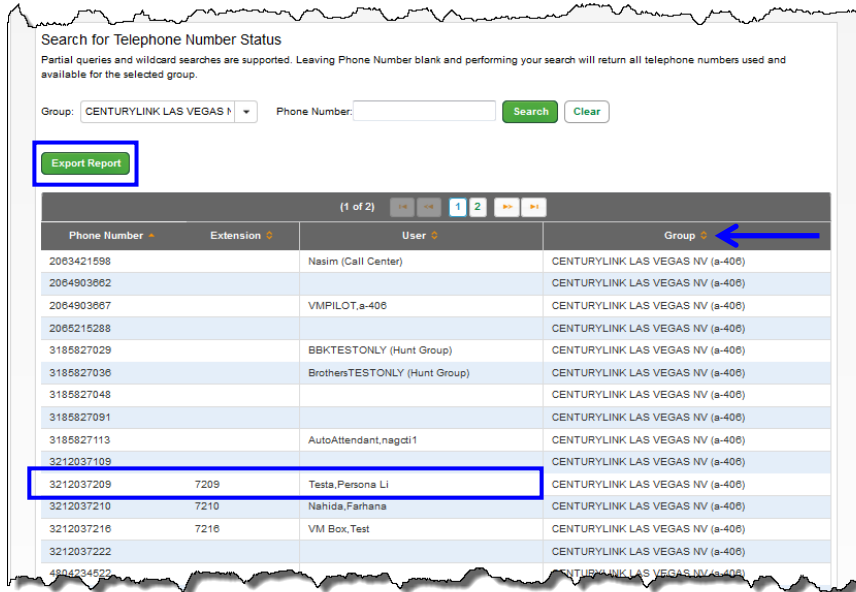 Search for Telephone Number Status
Partial queries and wildcard searches are supported. Leaving Phone Number blank and performing your search will return all telephone numbers used and
available for the selected group.
Group: CENTURYLINK LAS VEGAS Phone Number: Search Clear
Export Report
(1 of 2) 1 2
Phone Number Extension User Group
2063421598 Nasim (Call Center) CENTURYLINK LAS VEGAS NV (a-406)
2064903662 CENTURYLINK LAS VEGAS NV (a-406)
2064903667 VMPILOT,a-406 CENTURYLINK LAS VEGAS NV (a-406)
2065215288 CENTURYLINK LAS VEGAS NV (a-406)
3185827029 BBKTESTONLY (Hunt Group) CENTURYLINK LAS VEGAS NV (a-406)
3185827036 BrothersTESTONLY (Hunt Group) CENTURYLINK LAS VEGAS NV (a-406)
3185827048 CENTURYLINK LAS VEGAS NV (a-406)
3185827091 CENTURYLINK LAS VEGAS NV (a-406)
3185827113 AutoAttendant,nagcti1 CENTURYLINK LAS VEGAS NV (a-406)
3212037109 CENTURYLINK LAS VEGAS NV (a-406)
3212037209 7209 Testa,Persona Li CENTURYLINK LAS VEGAS NV (a-406)
3212037210 7210 Nahida,Farhana CENTURYLINK LAS VEGAS NV (a-406)
3212037216 7216 VM Box,Test CENTURYLINK LAS VEGAS NV (a-406)
3212037222 CENTURYLINK LAS VEGAS NV (a-406)
4804234522 CENTURYLINK LAS VEGAS NV (a-406)